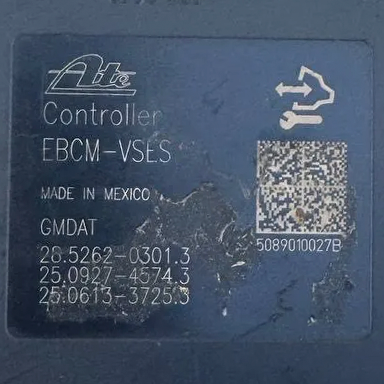 Ate
Controller
EBCM-VSES
MADE IN MEXICO
GMDAT
5089010027B
28.5262-0301.3
25.0927-4574.3
25.0613-3725.3